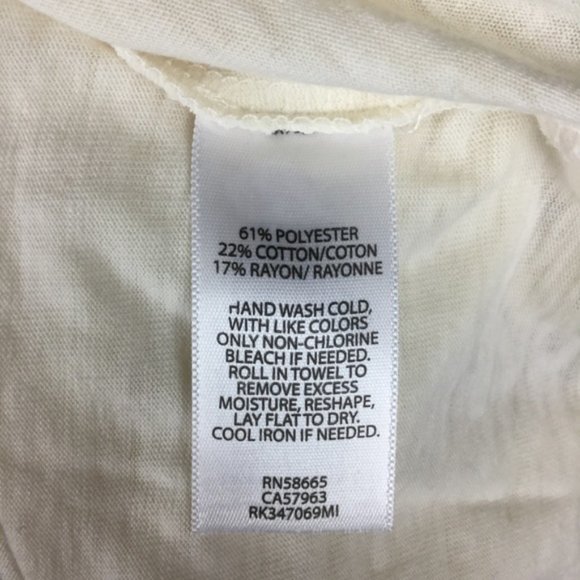 61% POLYESTER
22% COTTON/COTON
17% RAYON/ RAYONNE
HAND WASH COLD,
WITH LIKE COLORS
ONLY NON-CHLORINE
BLEACH IF NEEDED.
ROLL IN TOWEL TO
REMOVE EXCESS
MOISTURE, RESHAPE,
LAY FLAT TO DRY.
COOL IRON IF NEEDED.
RN58665
CA57963
RK347069MI